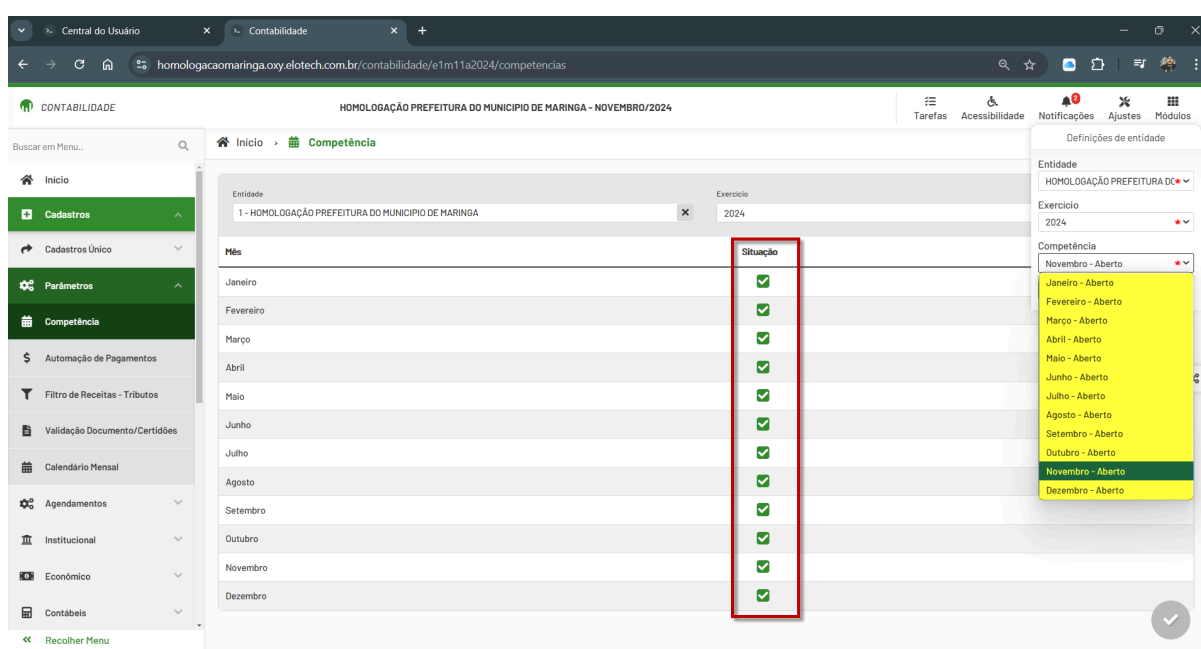 Central do Usuário
Contabilidade
homologacaomaringa.oxy.elotech.com.br/contabilidade/e1m11a2024/competencias
CONTABILIDADE
HOMOLOGAÇÃO PREFEITURA DO MUNICIPIO DE MARINGA - NOVEMBRO/2024
Tarefas
Acessibilidade
2
Notificações
Ajustes
Módulos
Buscar em Menu..
Início
Cadastros
Cadastros Único
Parâmetros
Competência
Automação de Pagamentos
Filtro de Receitas - Tributos
Validação Documento/Certidões
Calendário Mensal
Agendamentos
Institucional
Econômico
Contábeis
Recolher Menu
Início > Competência
Entidade
1 - HOMOLOGAÇÃO PREFEITURA DO MUNICIPIO DE MARINGA
Exercício
2024
Mês Situação
Janeiro
Fevereiro
Março
Abril
Maio
Junho
Julho
Agosto
Setembro
Outubro
Novembro
Dezembro
Definições de entidade
Entidade
HOMOLOGAÇÃO PREFEITURA DO
Exercício
2024
Competência
Novembro - Aberto
Janeiro - Aberto
Fevereiro - Aberto
Março - Aberto
Abril - Aberto
Maio - Aberto
Junho - Aberto
Julho - Aberto
Agosto - Aberto
Setembro - Aberto
Outubro - Aberto
Novembro - Aberto
Dezembro - Aberto